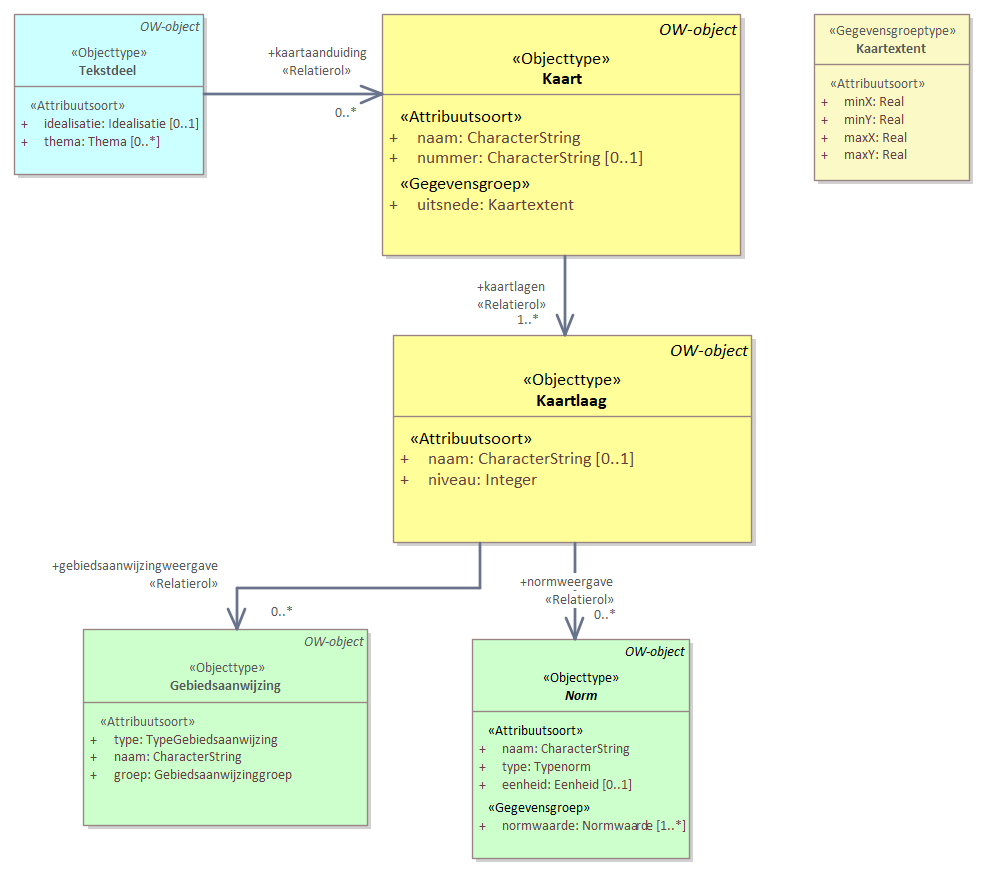 OW-object
«Objecttype»
Tekstdeel
«Attribuutsoort»
+ idealisatie: Idealisatie [0..1]
+ thema: Thema [0..*]
+kaartaanduiding
«Relatierol»
0..*
OW-object
«Objecttype»
Kaart
«Attribuutsoort»
+ naam: CharacterString
+ nummer: CharacterString [0..1]
«Gegevensgroep»
+ uitsnede: Kaartextent
«Gegevensgroeptype»
Kaartextent
«Attribuutsoort»
+ minX: Real
+ minY: Real
+ maxX: Real
+ maxY: Real
+kaartlagen
«Relatierol»
1..*
OW-object
«Objecttype»
Kaartlaag
«Attribuutsoort»
+ naam: CharacterString [0..1]
+ niveau: Integer
+gebiedsaanwijzingweergave
«Relatierol»
0..*
+normweergave
«Relatierol»
0..*
OW-object
«Objecttype»
Gebiedsaanwijzing
«Attribuutsoort»
+ type: TypeGebiedsaanwijzing
+ naam: CharacterString
+ groep: Gebiedsaanwijzinggroep
OW-object
«Objecttype»
Norm
«Attribuutsoort»
+ naam: CharacterString
+ type: Typenorm
+ eenheid: Eenheid [0..1]
«Gegevensgroep»
+ normwaarde: Normwaarde [1..*]